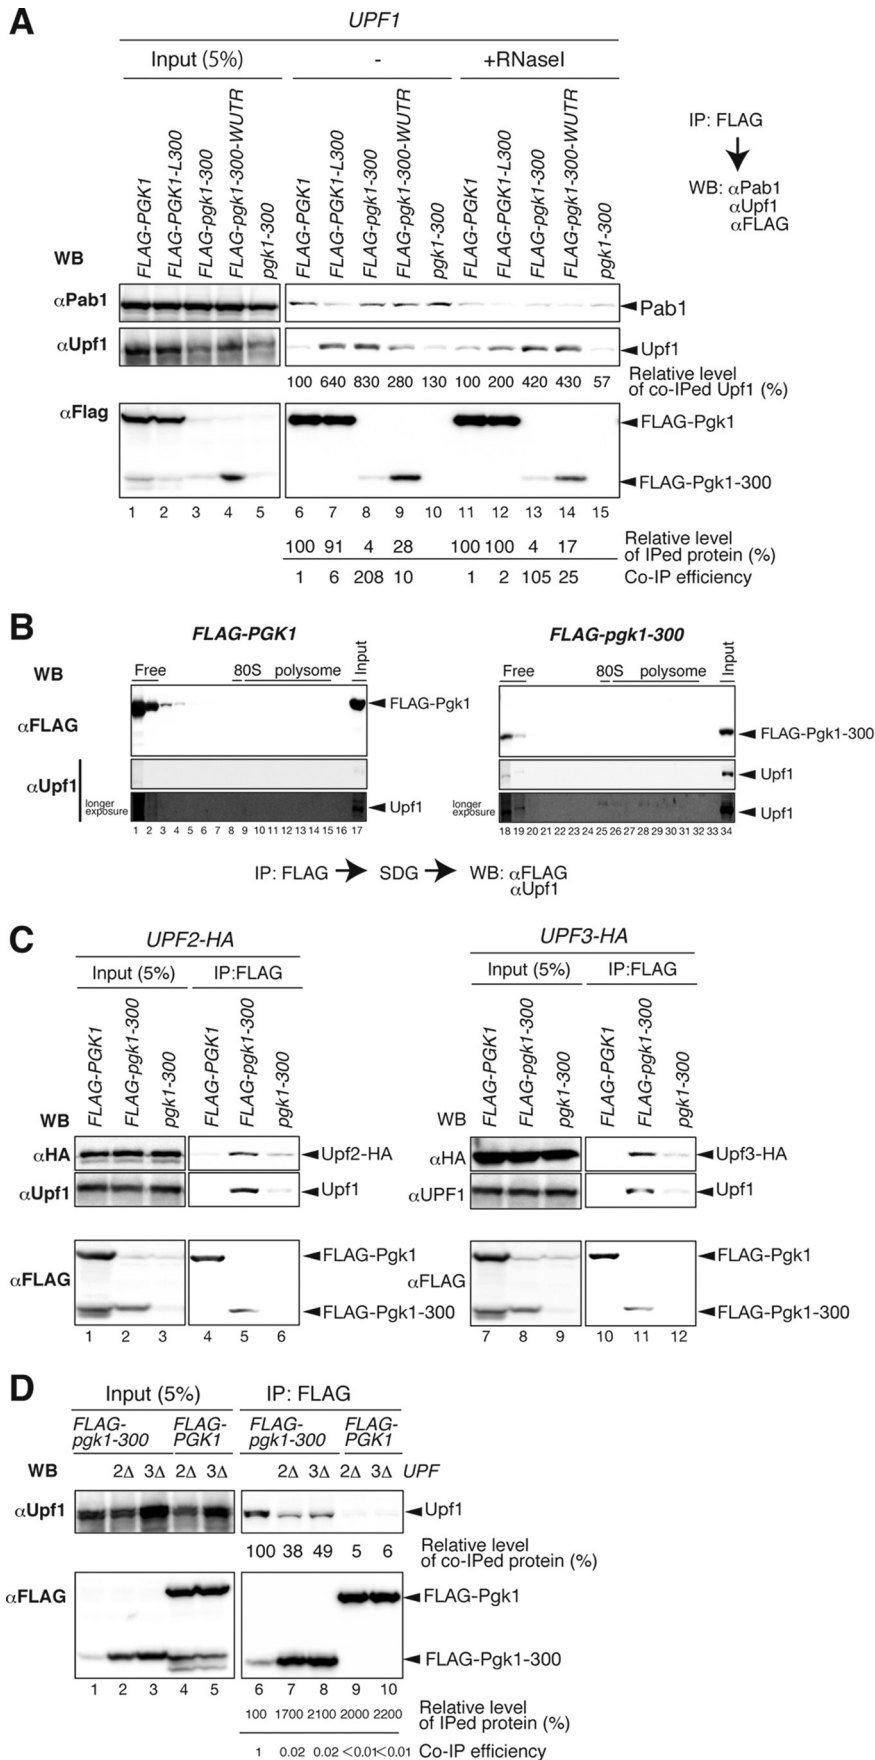 A
UPF1
Input (5%) - +RNaseI
FLAG-PGK1 FLAG-PGK1-L300 FLAG-pgk1-300 FLAG-pgk1-300-WUTR pgk1-300 FLAG-PGK1 FLAG-PGK1-L300 FLAG-pgk1-300 FLAG-pgk1-300-WUTR pgk1-300 FLAG-PGK1 FLAG-PGK1-L300 FLAG-pgk1-300 FLAG-pgk1-300-WUTR pgk1-300
IP: FLAG
WB: αPab1
αUpf1
αFLAG
WB
αPab1 Pab1
αUpf1 Upf1
100 640 830 280 130 100 200 420 430 57 Relative level
of co-IPed Upf1 (%)
αFlag FLAG-Pgk1
FLAG-Pgk1-300
1 2 3 4 5 6 7 8 9 10 11 12 13 14 15
100 91 4 28 100 100 4 17 Relative level
of IPed protein (%)
1 6 208 10 1 2 105 25 Co-IP efficiency
B
FLAG-PGK1 FLAG-pgk1-300
WB Free 80S polysome Input Free 80S polysome Input
αFLAG FLAG-Pgk1 FLAG-Pgk1-300
αUpf1 Upf1
longer
exposure Upf1 longer
exposure Upf1
1 2 3 4 5 6 7 8 9 10 11 12 13 14 15 16 17 18 19 20 21 22 23 24 25 26 27 28 29 30 31 32 33 34
IP: FLAG SDG WB: αFLAG
αUpf1
C
UPF2-HA UPF3-HA
Input (5%) IP:FLAG Input (5%) IP:FLAG
FLAG-PGK1 FLAG-pgk1-300 pgk1-300 FLAG-PGK1 FLAG-pgk1-300 pgk1-300 FLAG-PGK1 FLAG-pgk1-300 pgk1-300 FLAG-PGK1 FLAG-pgk1-300 pgk1-300
WB WB
αHA Upf2-HA αHA Upf3-HA
αUpf1 Upf1 αUPF1 Upf1
FLAG-Pgk1 FLAG-Pgk1
αFLAG αFLAG
FLAG-Pgk1-300 FLAG-Pgk1-300
1 2 3 4 5 6 7 8 9 10 11 12
D
Input (5%) IP: FLAG
FLAG-
pgk1-300 FLAG-
PGK1 FLAG-
pgk1-300 FLAG-
PGK1
WB 2Δ 3Δ 2Δ 3Δ 2Δ 3Δ 2Δ 3Δ UPF
αUpf1 Upf1
100 38 49 5 6 Relative level
of co-IPed protein (%)
αFLAG FLAG-Pgk1
FLAG-Pgk1-300
1 2 3 4 5 6 7 8 9 10
100 1700 2100 2000 2200 Relative level
of IPed protein (%)
1 0.02 0.02 <0.01 <0.01 Co-IP efficiency